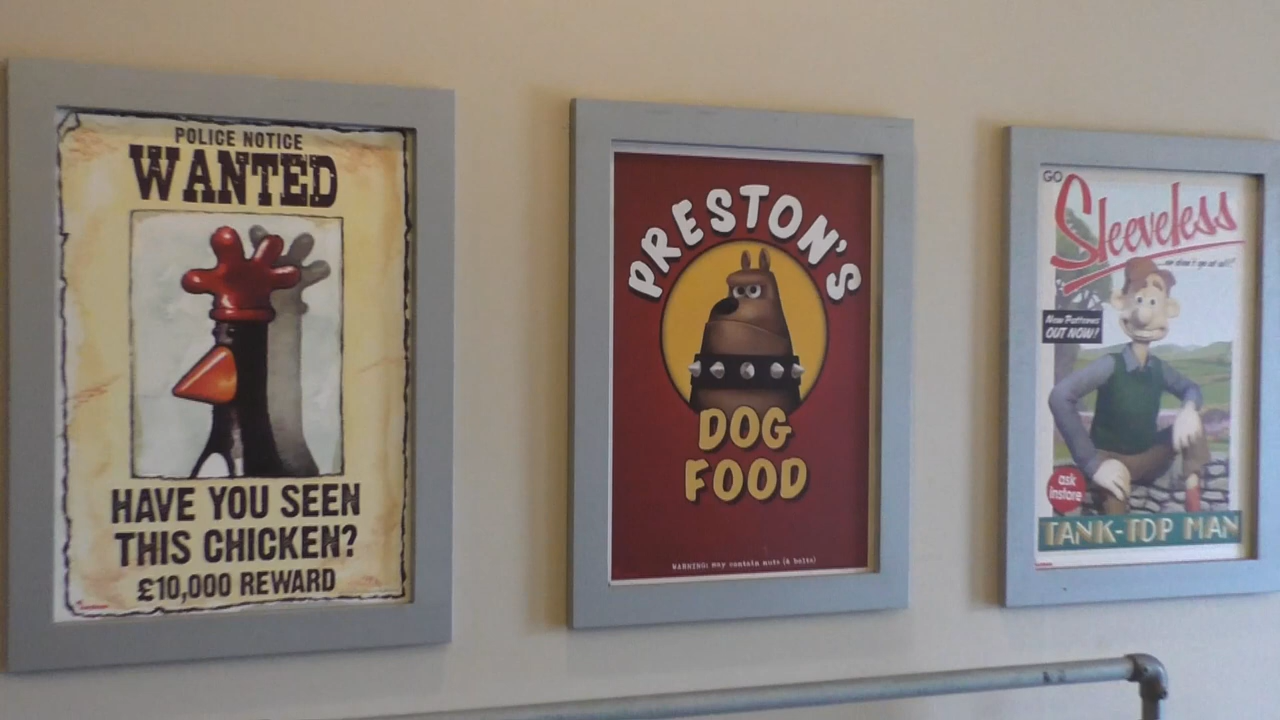 POLICE NOTICE
WANTED
HAVE YOU SEEN
THIS CHICKEN?
£10,000 REWARD
PRESTON'S
DOG
FOOD
WARNING: May contain nuts (& bolts)
GO
Sleeveless
New Patterns
OUT NOW!
ask
instore
TANK-TOP MAN